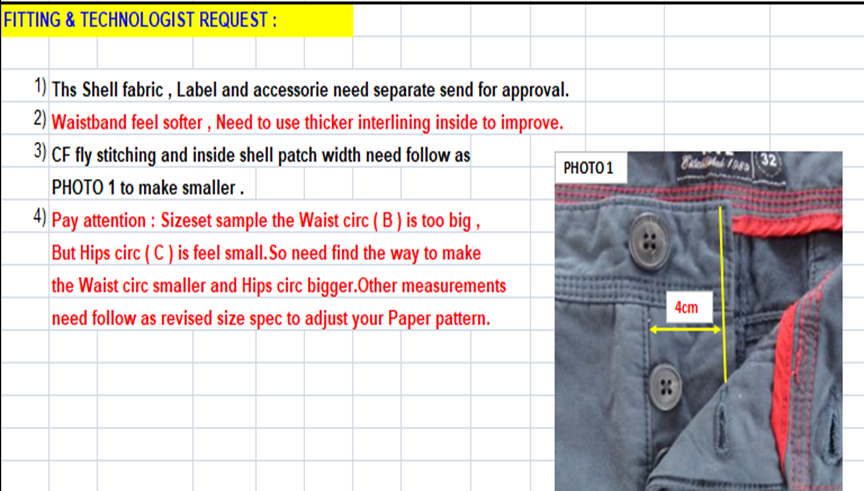 FITTING & TECHNOLOGIST REQUEST :
1) Ths Shell fabric , Label and accessorie need separate send for approval.
2) Waistband feel softer , Need to use thicker interlining inside to improve.
3) CF fly stitching and inside shell patch width need follow as
PHOTO 1 to make smaller .
4) Pay attention : Sizeset sample the Waist circ ( B ) is too big ,
But Hips circ ( C ) is feel small.So need find the way to make
the Waist circ smaller and Hips circ bigger.Other measurements
need follow as revised size spec to adjust your Paper pattern.
PHOTO 1
Established 1989
32
4cm